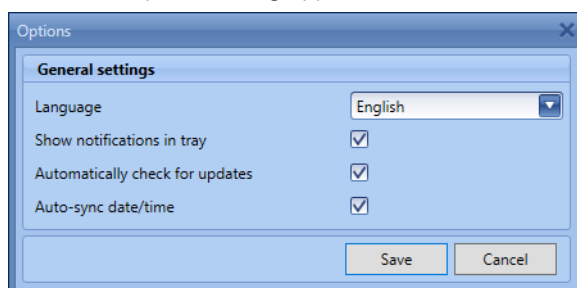 Options
General settings
Language English
Show notifications in tray
Automatically check for updates
Auto-sync date/time
Save Cancel